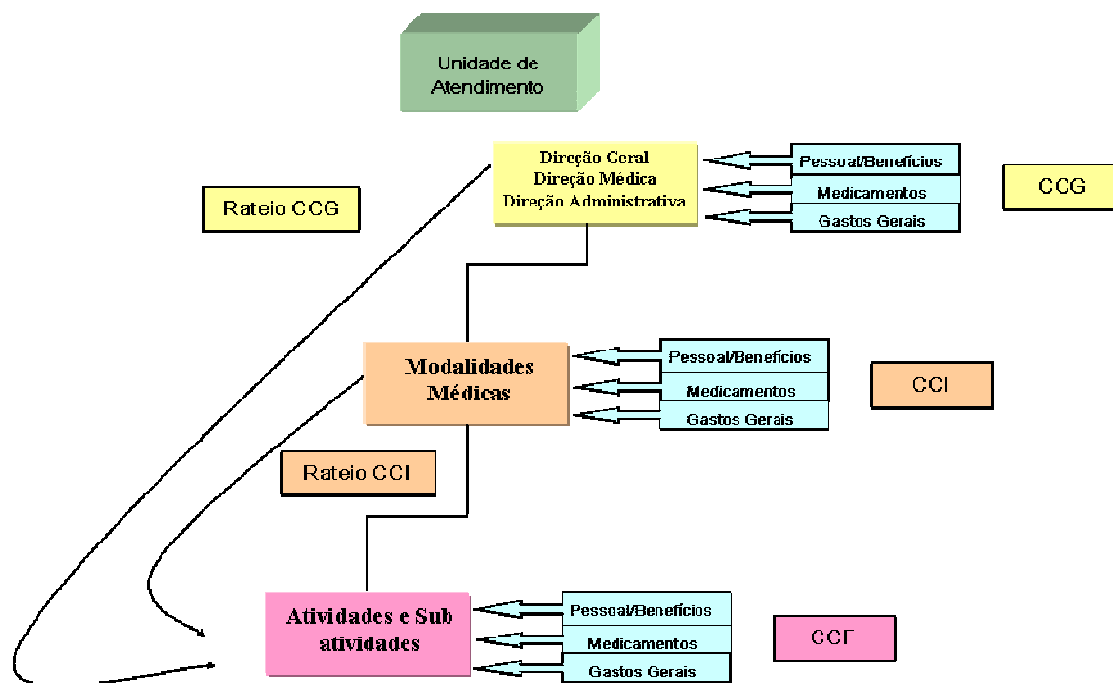 Unidade de
Atendimento
Direção Geral
Direção Médica
Direção Administrativa
Pessoal/Benefícios
Medicamentos
Gastos Gerais
CCG
Rateio CCG
Modalidades
Médicas
Pessoal/Benefícios
Medicamentos
Gastos Gerais
CCI
Rateio CCI
Atividades e Sub
atividades
Pessoal/Benefícios
Medicamentos
Gastos Gerais
CCF